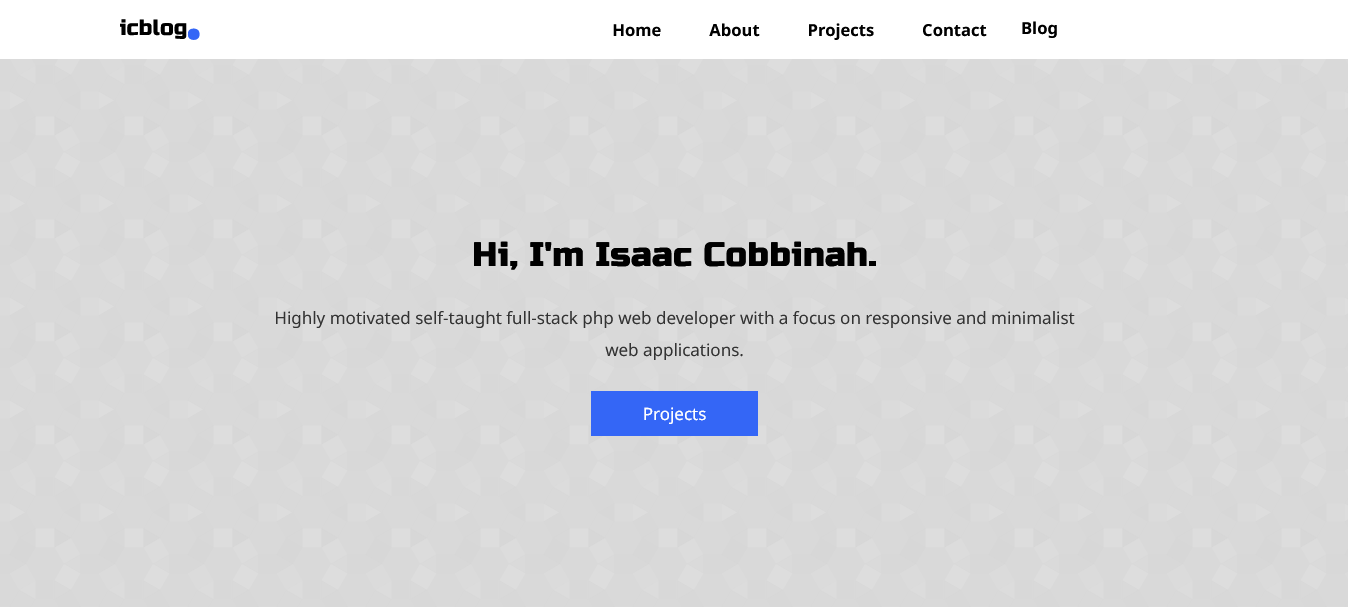 icblog.
Home About Projects Contact Blog
Hi, I'm Isaac Cobbinah.
Highly motivated self-taught full-stack php web developer with a focus on responsive and minimalist
web applications.
Projects